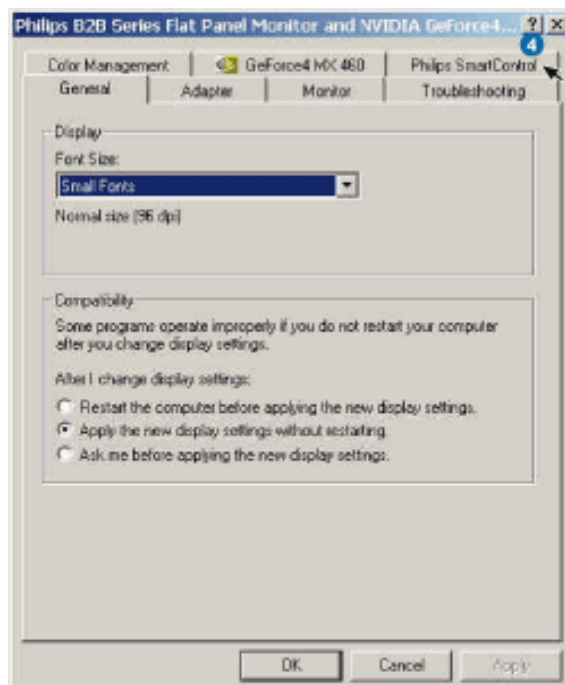 Philips B2B Series Flat Panel Monitor and NVIDIA GeForce4... ? X
4
Color Management GeForce4 MX 460 Philips SmartControl
General Adapter Monitor Troubleshooting
Display
Font Size:
Small Fonts
Normal size (96 dpi)
Compatibility
Some programs operate improperly if you do not restart your computer
after you change display settings.
After I change display settings:
Restart the computer before applying the new display settings.
Apply the new display settings without restarting.
Ask me before applying the new display settings.
OK Cancel Apply